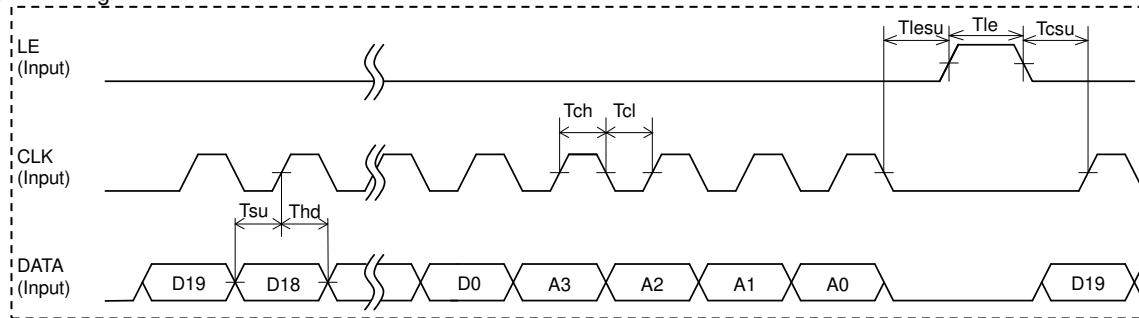 Tlesu Tle Tcsu
LE
(Input)
Tch Tcl
CLK
(Input)
Tsu Thd
DATA
(Input)
D19 D18 D0 A3 A2 A1 A0 D19